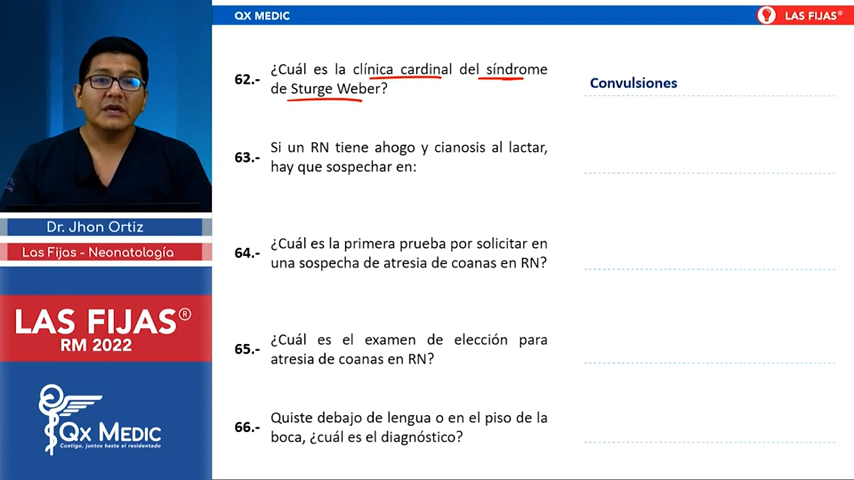 QX MEDIC
LAS FIJAS®
62.- ¿Cuál es la clínica cardinal del síndrome
de Sturge Weber?
Convulsiones
63.- Si un RN tiene ahogo y cianosis al lactar,
hay que sospechar en:
64.- ¿Cuál es la primera prueba por solicitar en
una sospecha de atresia de coanas en RN?
65.- ¿Cuál es el examen de elección para
atresia de coanas en RN?
66.- Quiste debajo de lengua o en el piso de la
boca, ¿cuál es el diagnóstico?
Dr. Jhon Ortiz
Las Fijas - Neonatología
LAS FIJAS®
RM 2022
QX MEDIC
Contigo, juntos hasta el residentado